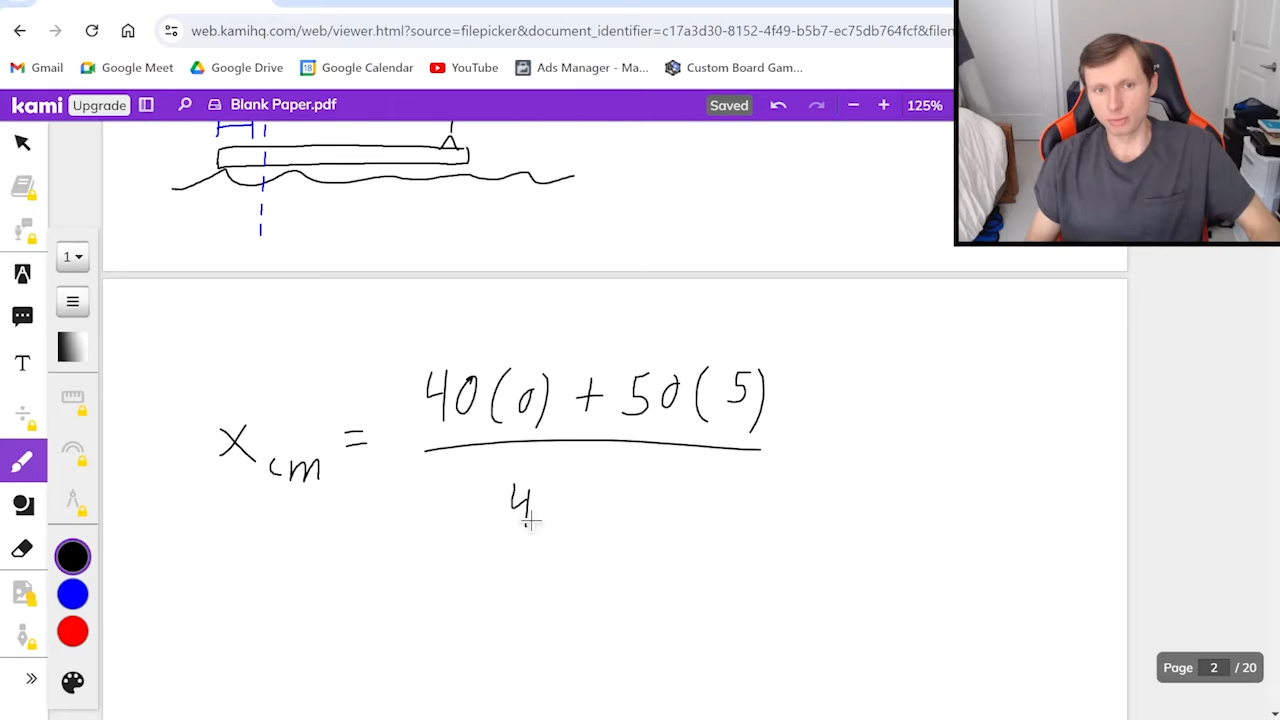 web.kamihq.com/web/viewer.html?source=filepicker&document_identifier=c17a3d30-8152-4f49-b5b7-ec75db764fcf&filen
Gmail Google Meet Google Drive 18 Google Calendar YouTube Ads Manager - Ma... Custom Board Gam...
kami Upgrade Blank Paper.pdf Saved 125%
1
A
T
40(0) + 50(5)
x cm =
4
Page 2 / 20